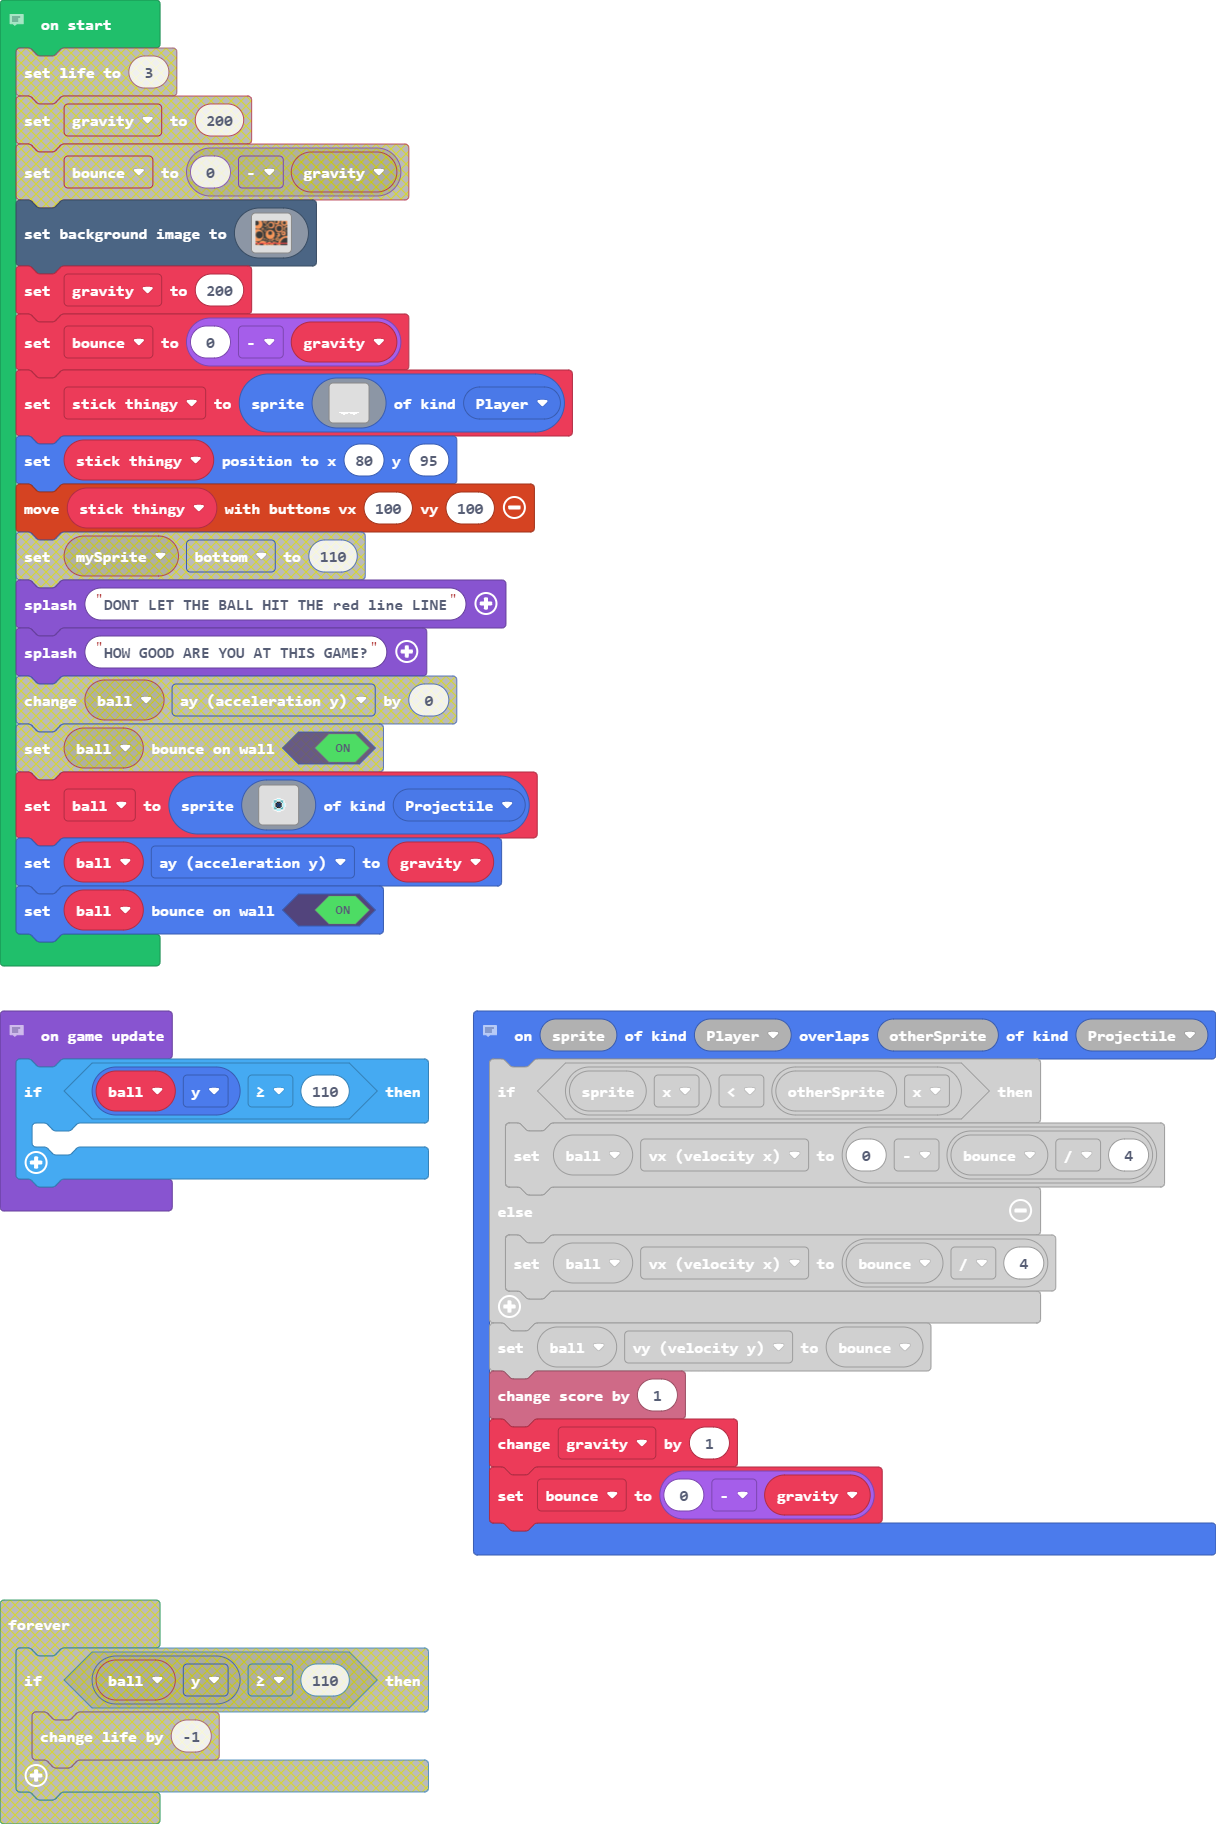 on start
set life to 3
set gravity to 200
set bounce to 0 - gravity
set background image to
set gravity to 200
set bounce to 0 - gravity
set stick thingy to sprite of kind Player
set stick thingy position to x 80 y 95
move stick thingy with buttons vx 100 vy 100
set mySprite bottom to 110
splash "DONT LET THE BALL HIT THE red line LINE"
splash "HOW GOOD ARE YOU AT THIS GAME?"
change ball ay (acceleration y) by 0
set ball bounce on wall ON
set ball to sprite of kind Projectile
set ball ay (acceleration y) to gravity
set ball bounce on wall ON
on game update
if ball y ≥ 110 then
on sprite of kind Player overlaps otherSprite of kind Projectile
if sprite x < otherSprite x then
set ball vx (velocity x) to 0 - bounce / 4
else
set ball vx (velocity x) to bounce / 4
set ball vy (velocity y) to bounce
change score by 1
change gravity by 1
set bounce to 0 - gravity
forever
if ball y ≥ 110 then
change life by -1